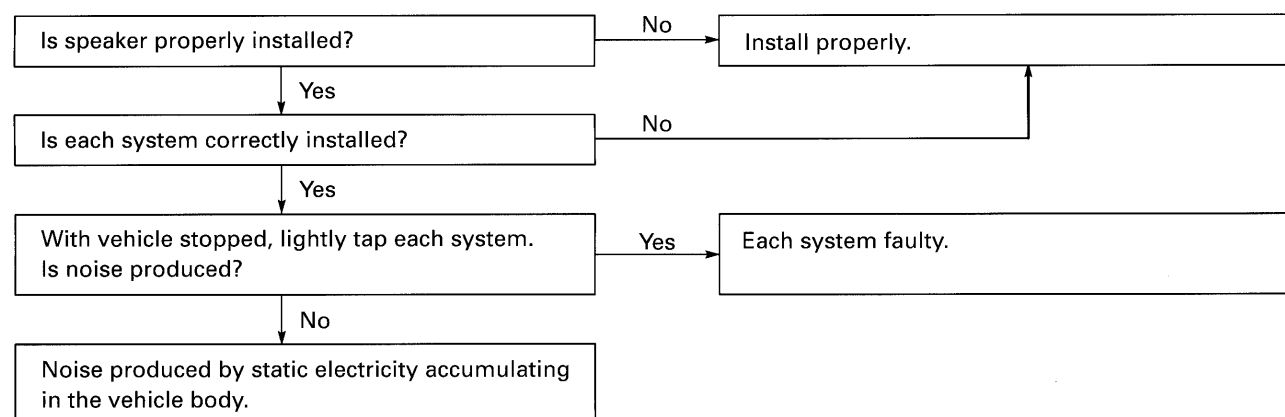 Is speaker properly installed?
No
Install properly.
Yes
Is each system correctly installed?
No
Yes
With vehicle stopped, lightly tap each system.
Is noise produced?
Yes
Each system faulty.
No
Noise produced by static electricity accumulating
in the vehicle body.